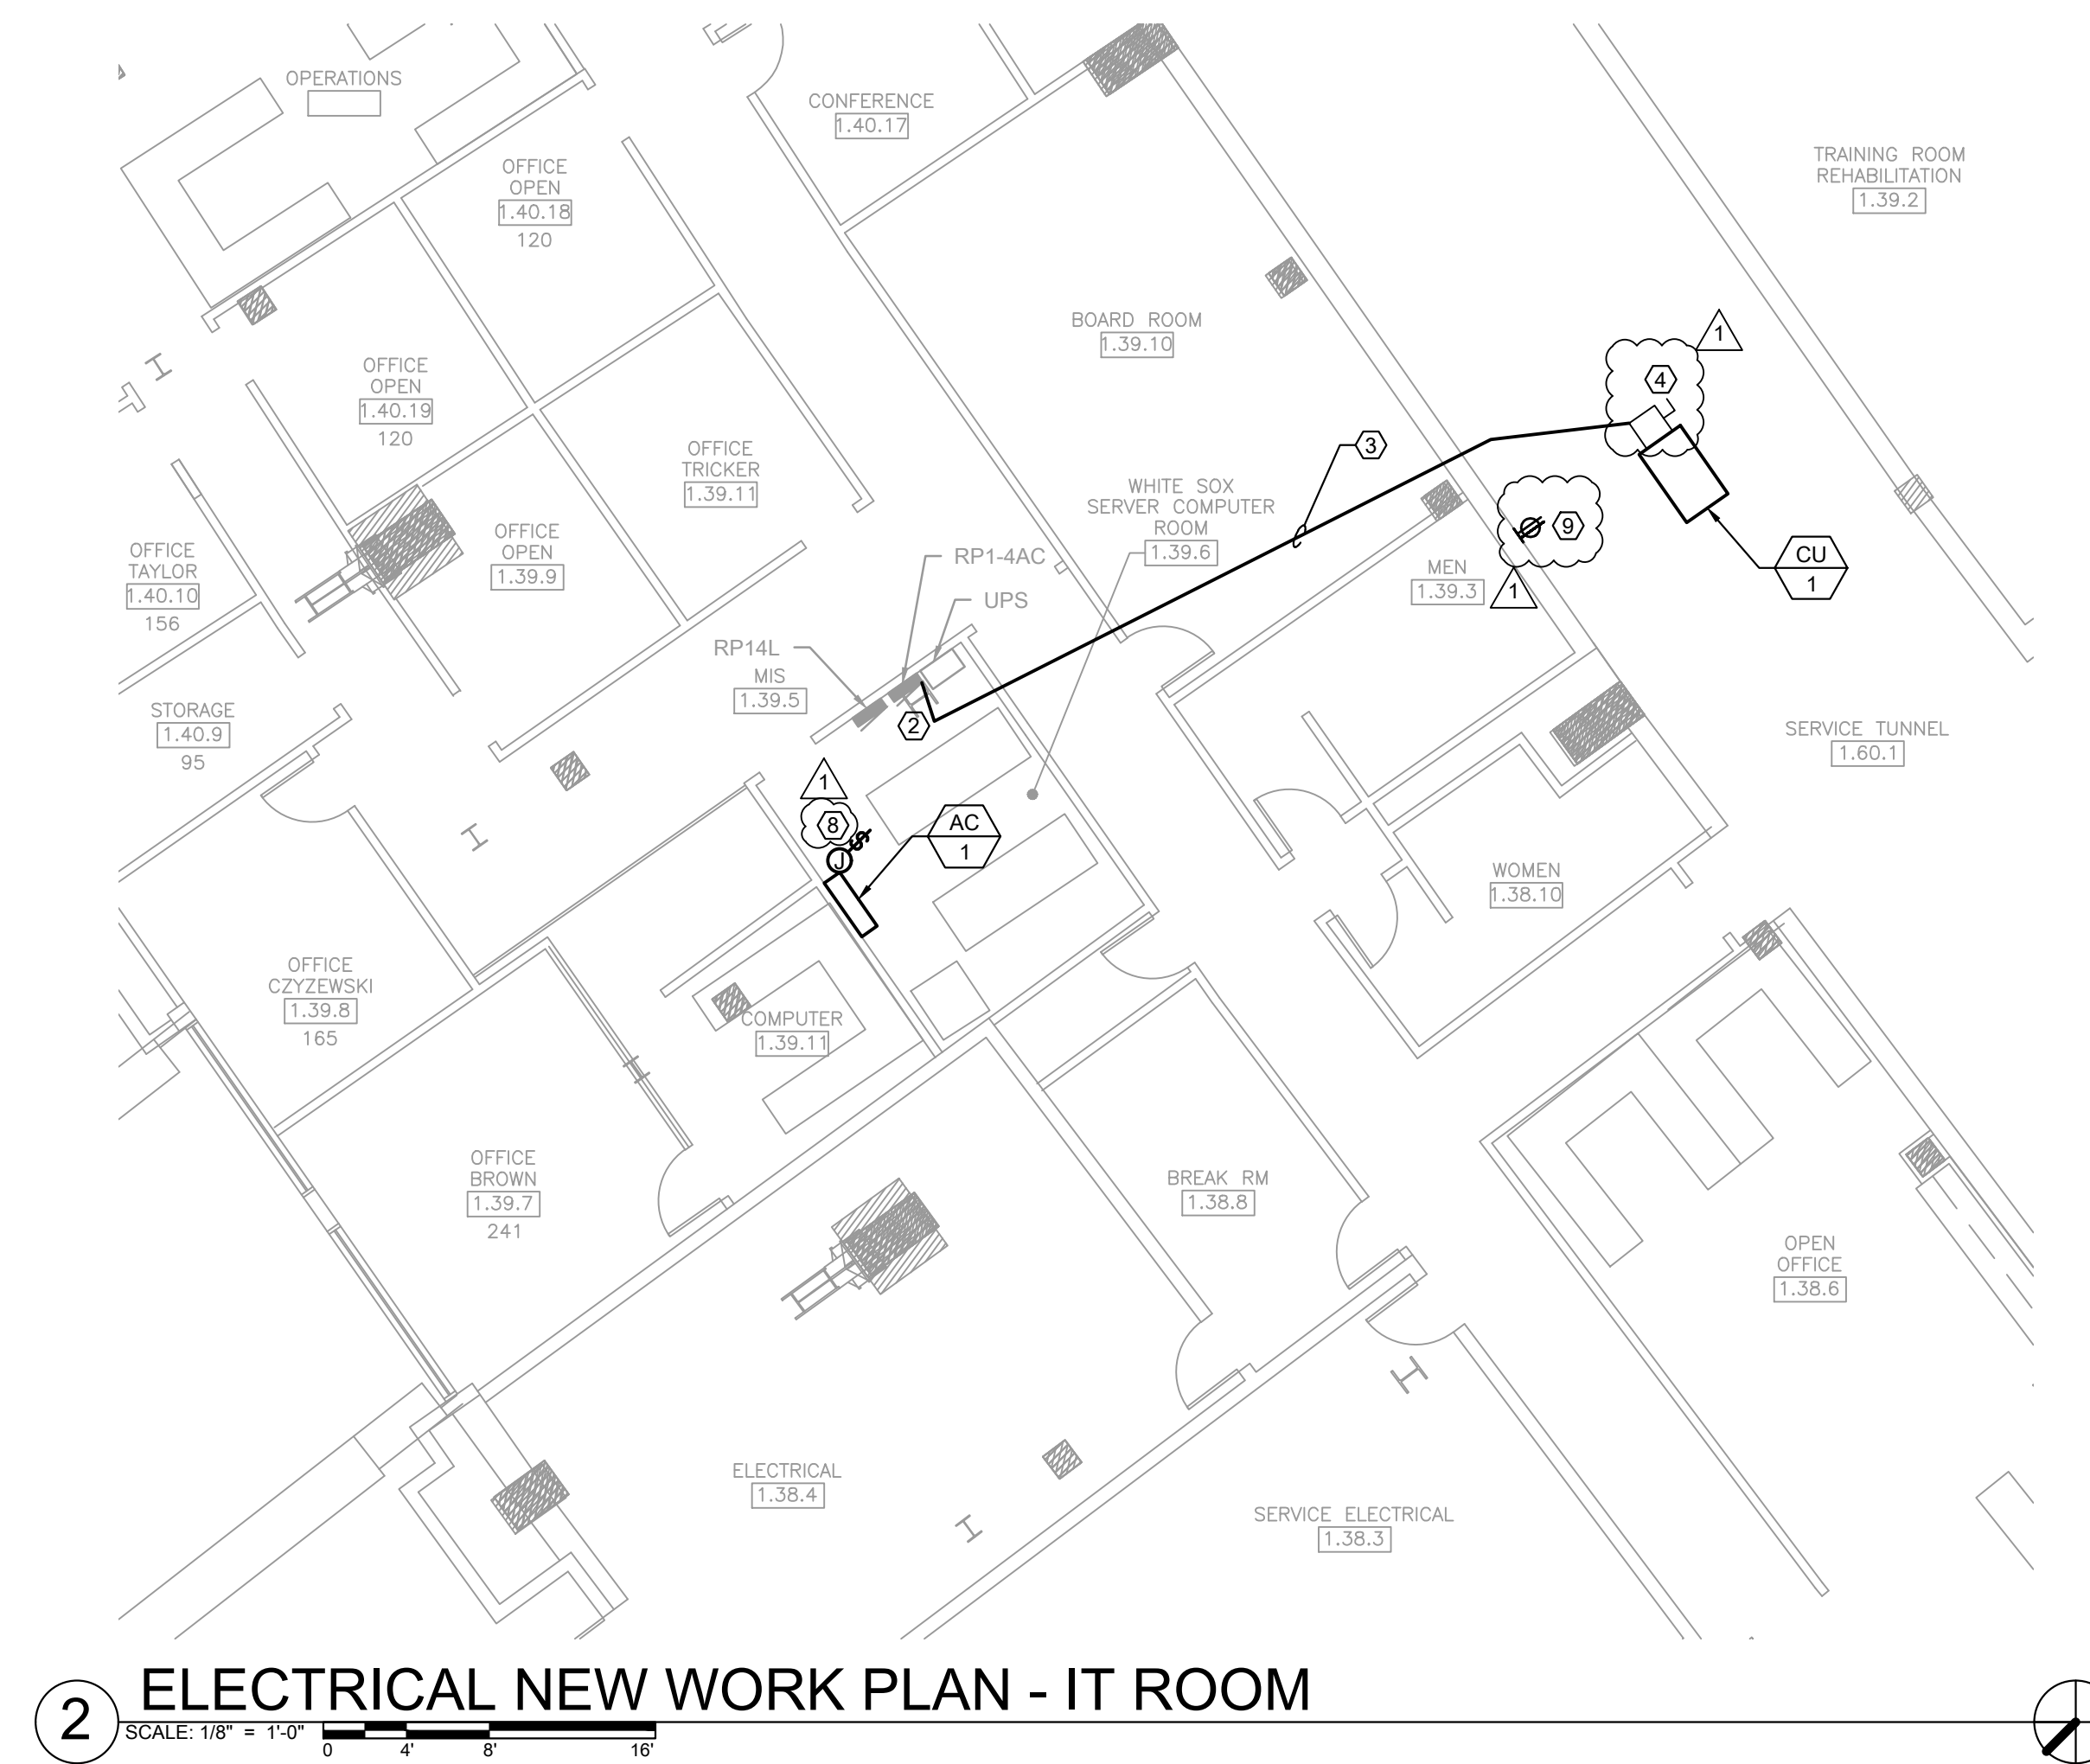 OPERATIONS
CONFERENCE
1.40.17
OFFICE
OPEN
1.40.18
120
TRAINING ROOM
REHABILITATION
1.39.2
BOARD ROOM
1.39.10
1
4
OFFICE
OPEN
1.40.19
120
OFFICE
TRICKER
1.39.11
3
WHITE SOX
SERVER COMPUTER
ROOM
1.39.6
OFFICE
OPEN
1.39.9
9
1
CU
1
MEN
1.39.3
OFFICE
TAYLOR
1.40.10
156
RP1-4AC
UPS
RP14L
MIS
1.39.5
2
STORAGE
1.40.9
95
SERVICE TUNNEL
1.60.1
1
8
J
S
AC
1
WOMEN
1.38.10
OFFICE
CZYZEWSKI
1.39.8
165
COMPUTER
1.39.11
OFFICE
BROWN
1.39.7
241
BREAK RM
1.38.8
OPEN
OFFICE
1.38.6
ELECTRICAL
1.38.4
SERVICE ELECTRICAL
1.38.3
2
ELECTRICAL NEW WORK PLAN - IT ROOM
SCALE: 1/8" = 1'-0"
0 4' 8' 16'